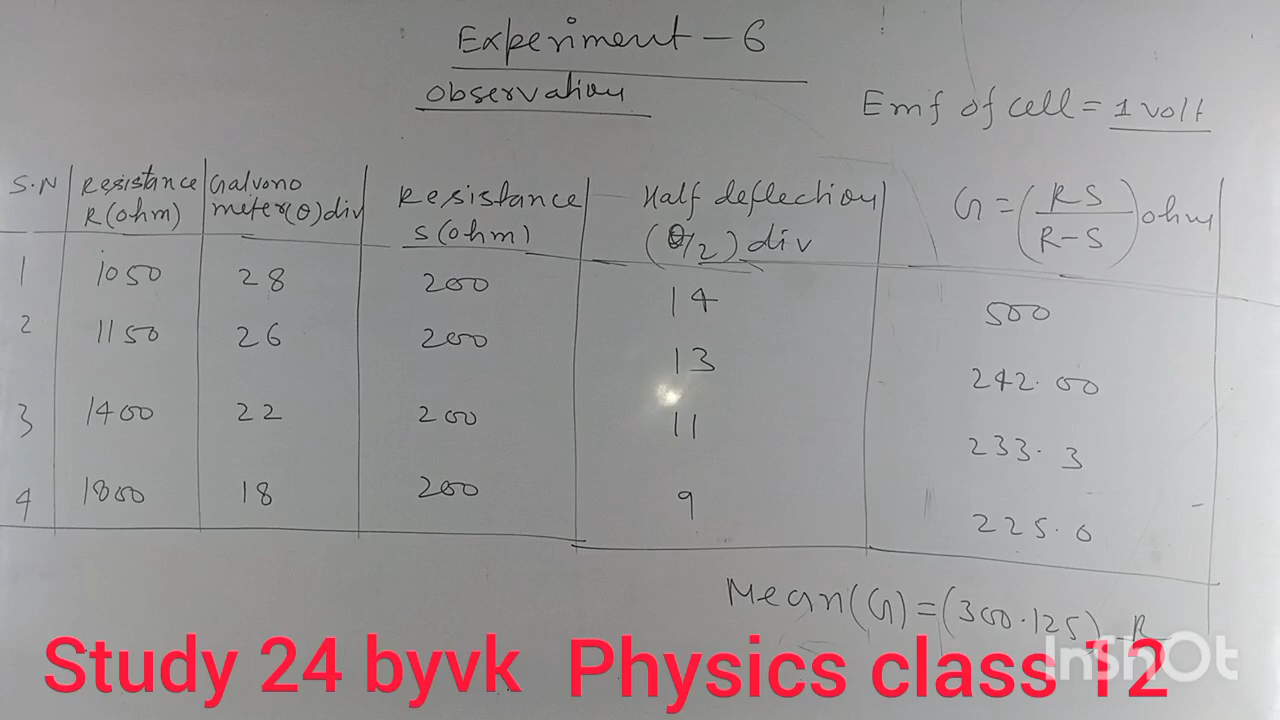 Experiment - 6
Observation
Emf of cell = 1 volt
S.N | Resistance R (ohm) | Galvono meter (θ) div | Resistance S (ohm) | Half deflection (θ/2) div | G = (RS/R-S) ohm
1 | 1050 | 28 | 200 | 14 | 500
2 | 1150 | 26 | 200 | 13 | 242.00
3 | 1400 | 22 | 200 | 11 | 233.3
4 | 1800 | 18 | 200 | 9 | 225.0
Mean (G) = (300.125)
Study 24 byvk Physics class 12
InShOt